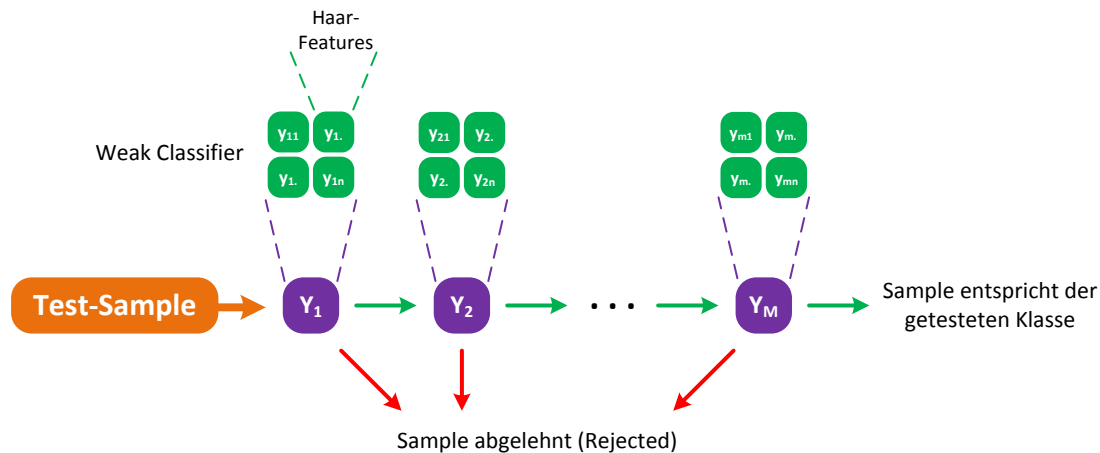 Haar-
Features
y11 y1.
y21 y2.
ym1 ym.
Weak Classifier
y1. y1n
y2. y2n
ym. ymn
Test-Sample
Y1
Y2
...
YM
Sample entspricht der
getesteten Klasse
Sample abgelehnt (Rejected)